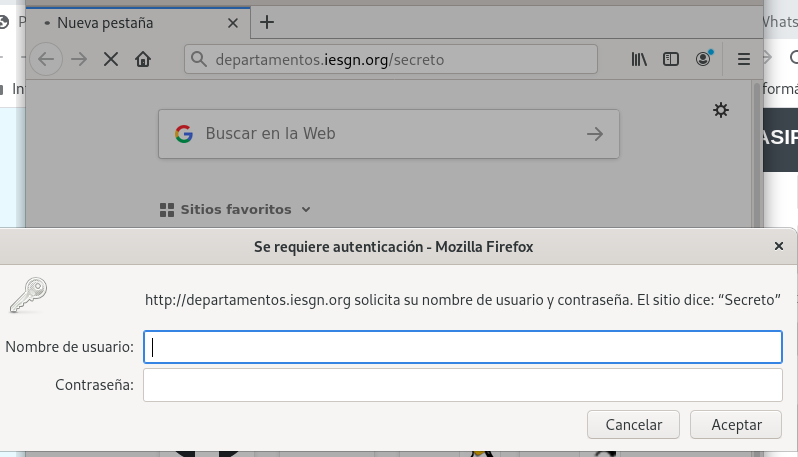 Nueva pestaña
Whats
departamentos.iesgn.org/secreto
In
formá
Buscar en la Web
ASIR
Sitios favoritos
Se requiere autenticación - Mozilla Firefox
http://departamentos.iesgn.org solicita su nombre de usuario y contraseña. El sitio dice: “Secreto”
Nombre de usuario:
Contraseña:
Cancelar
Aceptar